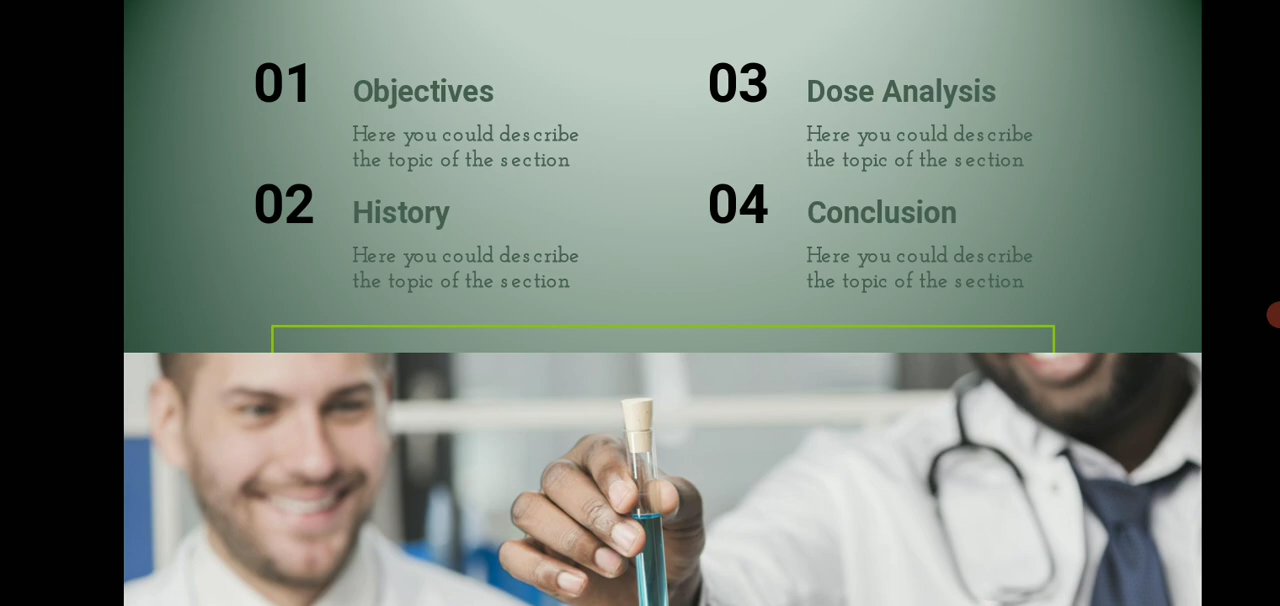 01 Objectives
Here you could describe
the topic of the section
02 History
Here you could describe
the topic of the section
03 Dose Analysis
Here you could describe
the topic of the section
04 Conclusion
Here you could describe
the topic of the section